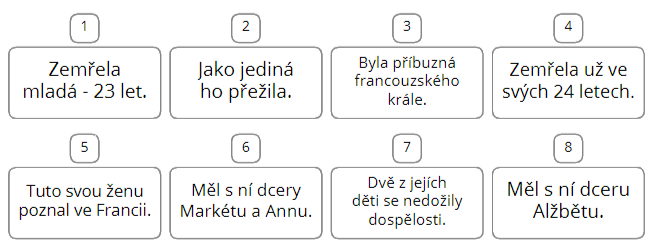 1
Zemřela
mladá - 23 let.
2
Jako jediná
ho přežila.
3
Byla příbuzná
francouzského
krále.
4
Zemřela už ve
svých 24 letech.
5
Tuto svou ženu
poznal ve Francii.
6
Měl s ní dcery
Markétu a Annu.
7
Dvě z jejích
děti se nedožily
dospělosti.
8
Měl s ní dceru
Alžbětu.